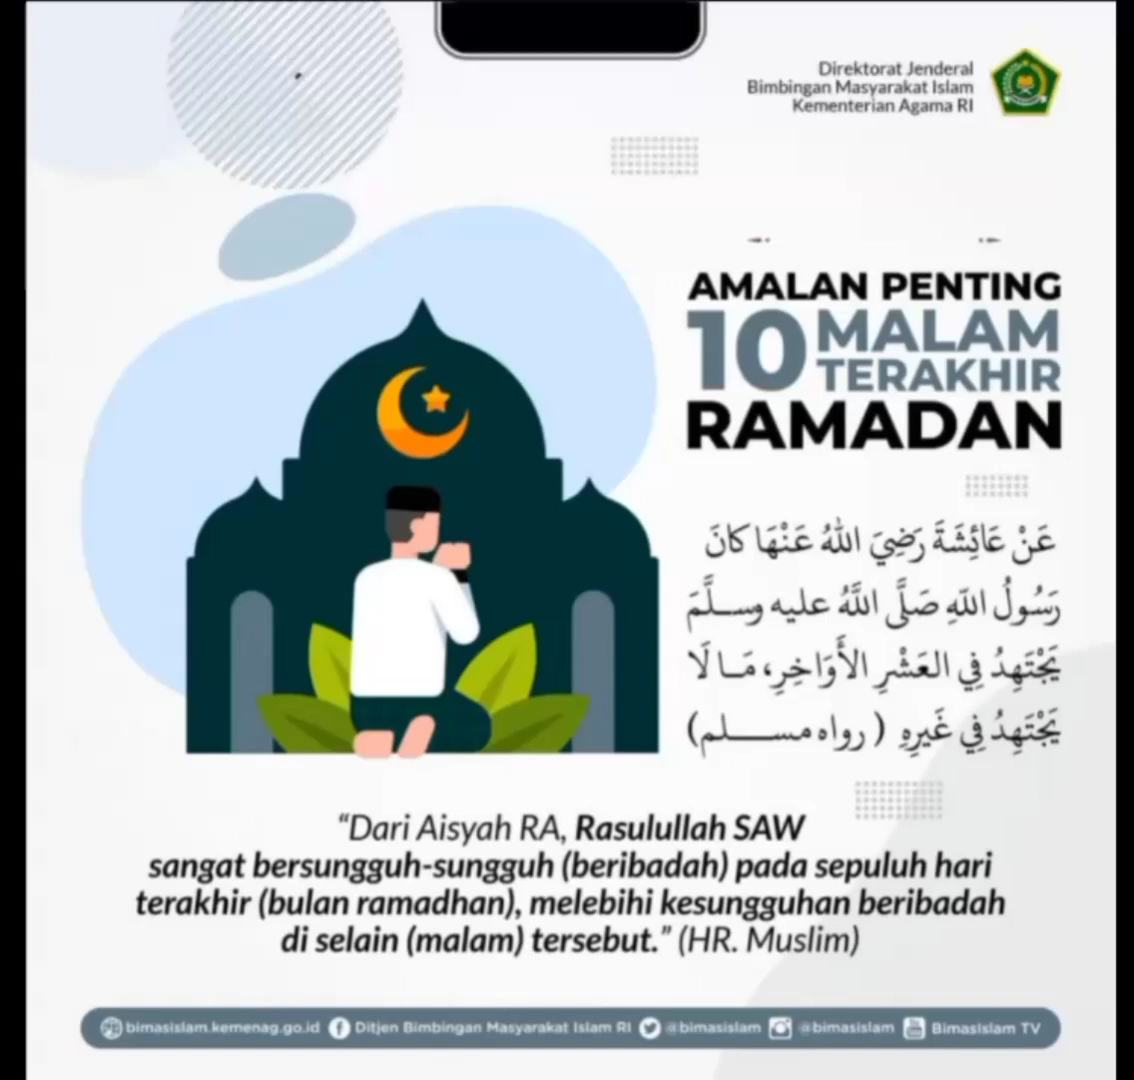 Direktorat Jenderal
Bimbingan Masyarakat Islam
Kementerian Agama RI
AMALAN PENTING
10 MALAM
TERAKHIR
RAMADAN
عَنْ عَائِشَةَ رَضِيَ اللهُ عَنْهَا كَانَ
رَسُولُ اللهِ صَلَّى اللَّهُ عليه وسلَّمَ
يَجْتَهِدُ فِي العَشْرِ الأَوَاخِرِ، مَا لَا
يَجْتَهِدُ فِي غَيرِهِ ( رواه مسلم)
“Dari Aisyah RA, Rasulullah SAW
sangat bersungguh-sungguh (beribadah) pada sepuluh hari
terakhir (bulan ramadhan), melebihi kesungguhan beribadah
di selain (malam) tersebut.” (HR. Muslim)
bimasislam.kemenag.go.id Ditjen Bimbingan Masyarakat Islam RI @bimasislam @bimasislam Bimasislam TV